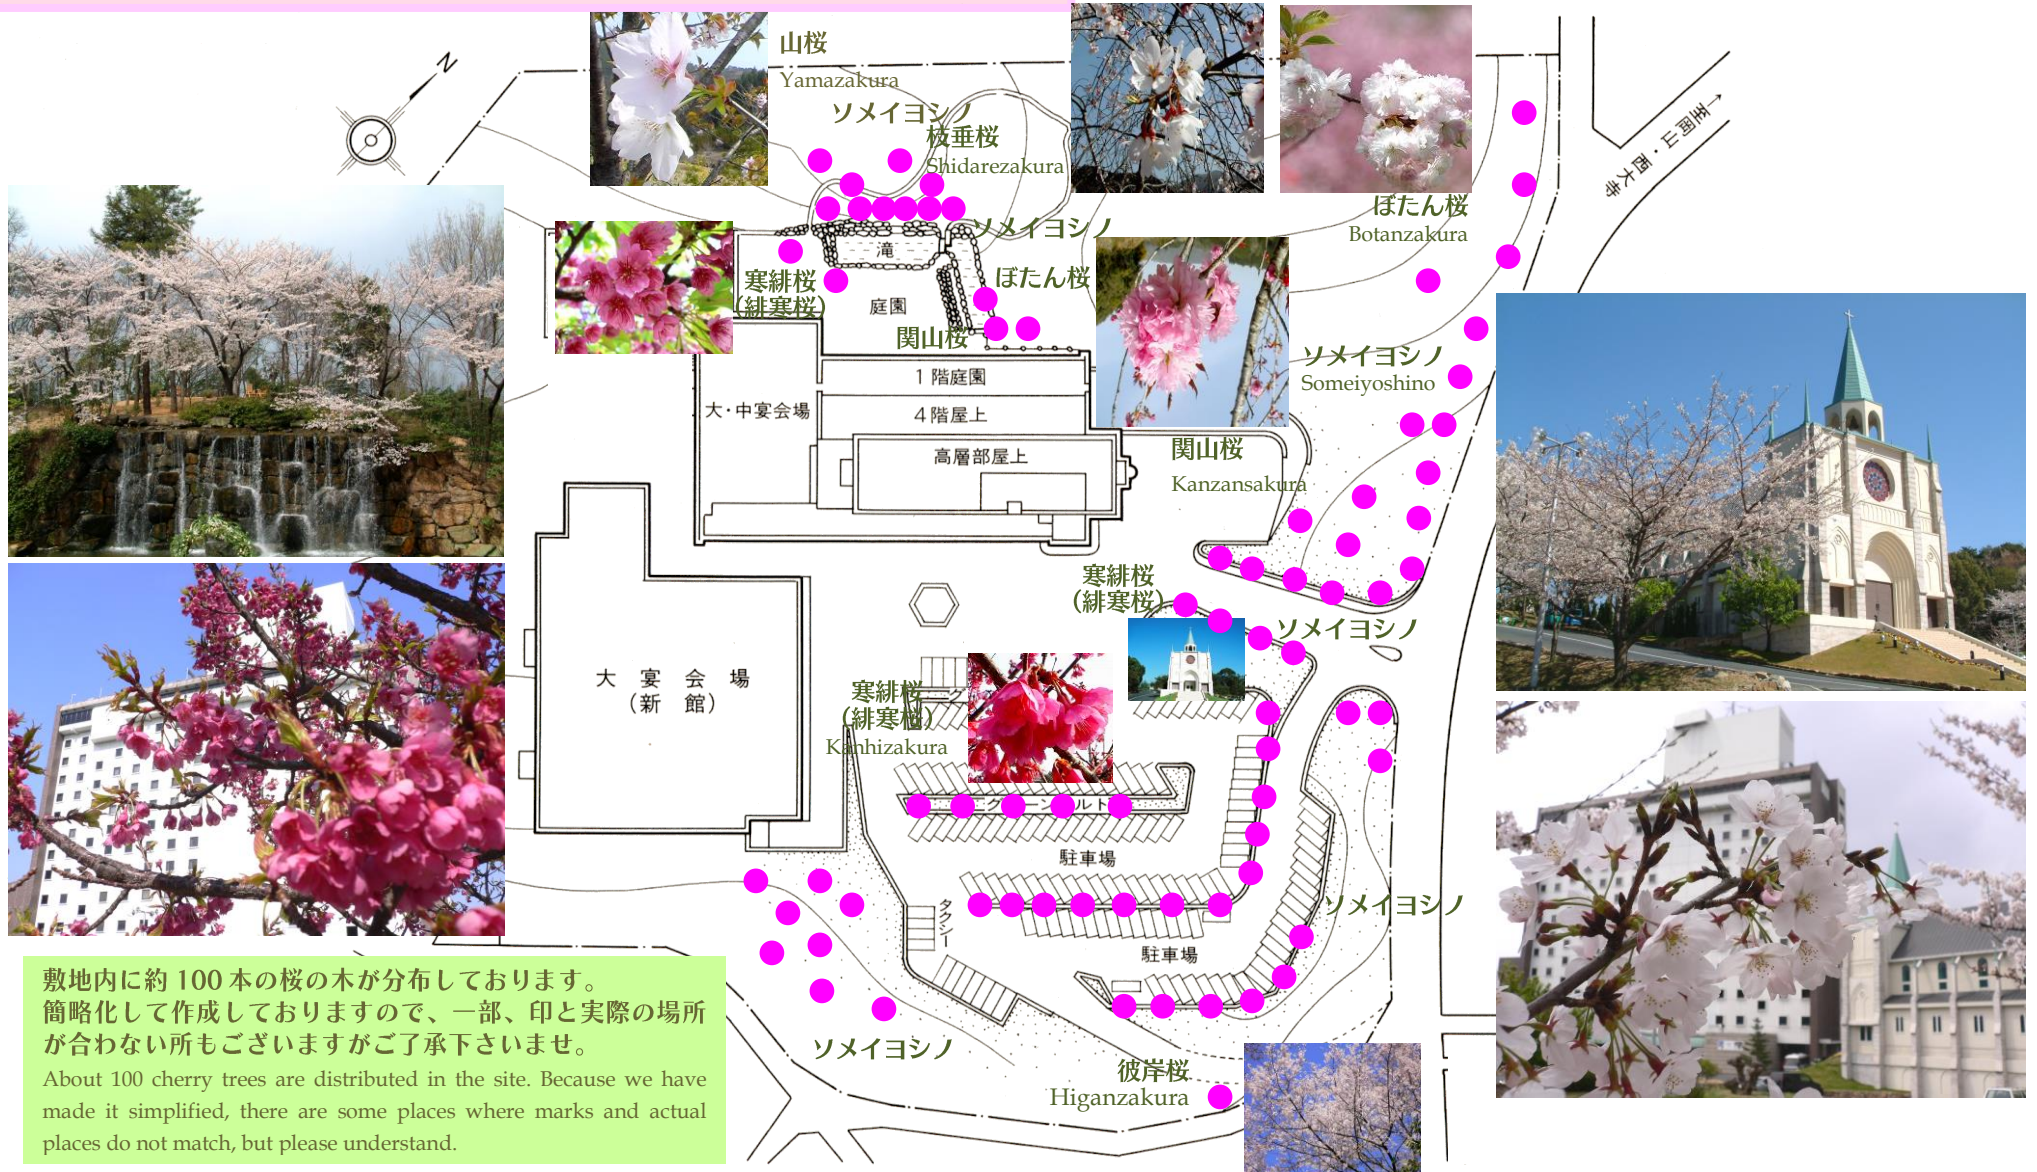 N
山桜
Yamazakura
ソメイヨシノ
枝垂桜
Shidarezakura
ソメイヨシノ
ぼたん桜
Botanzakura
→至岡山・西大寺
滝
寒緋桜
（緋寒桜）
庭園
ぼたん桜
関山桜
ソメイヨシノ
Someiyoshino
1階庭園
大・中宴会場
4階屋上
高層部屋上
関山桜
Kanzansakura
寒緋桜
（緋寒桜）
ソメイヨシノ
大宴会場
（新館）
寒緋桜
（緋寒桜）
Kanhizakura
駐車場
タクシー
ソメイヨシノ
駐車場
ソメイヨシノ
彼岸桜
Higanzakura
敷地内に約100本の桜の木が分布しております。
簡略化して作成しておりますので、一部、印と実際の場所
が合わない所もございますがご了承下さいませ。
About 100 cherry trees are distributed in the site. Because we have
made it simplified, there are some places where marks and actual
places do not match, but please understand.